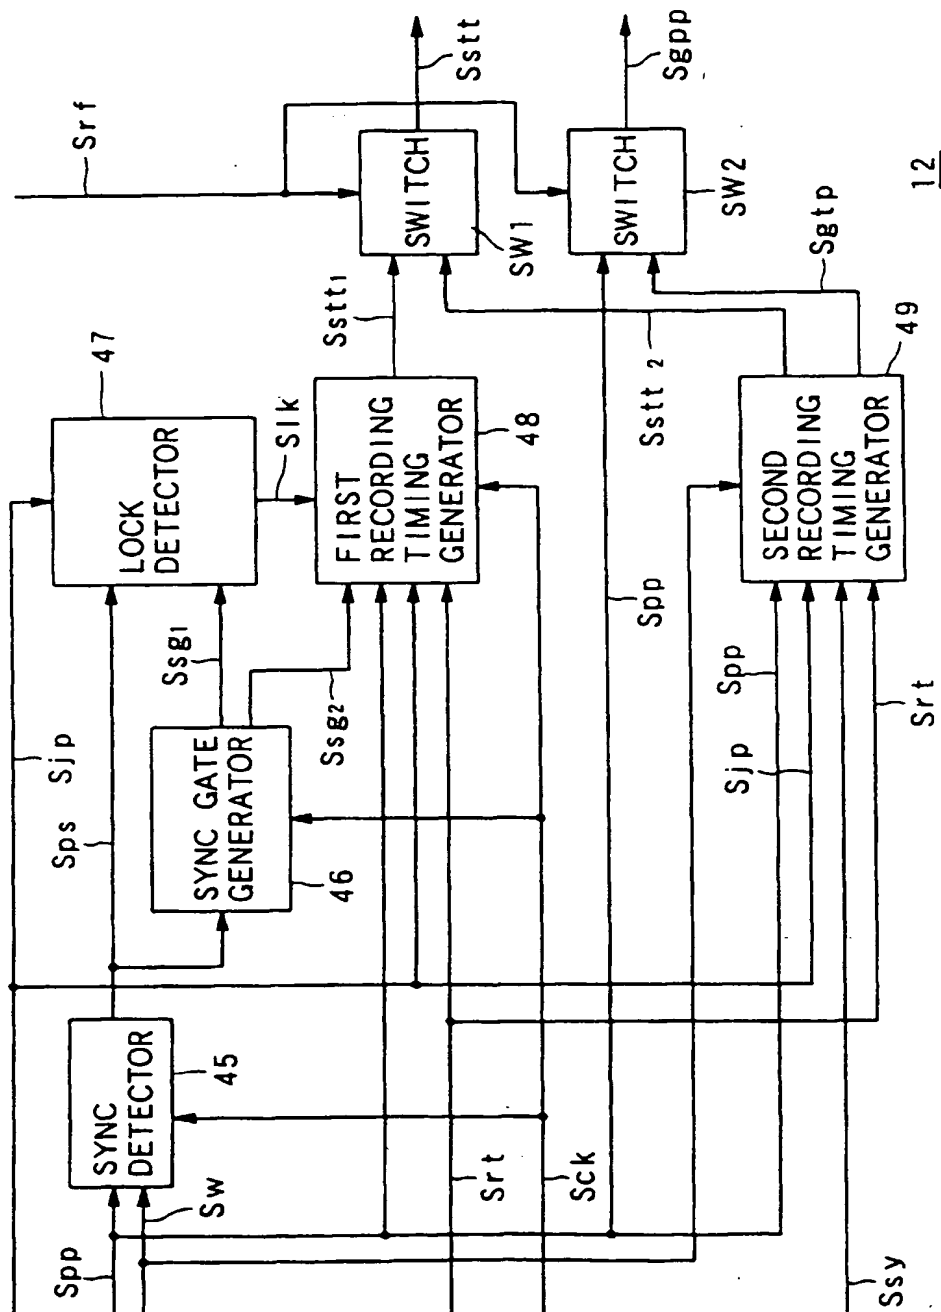 Srf
Sstt
Sgpp
SWITCH
SW1
SWITCH
SW2
12
Sstt1
Sstt 2
Sgtp
47
LOCK
DETECTOR
Slk
FIRST
RECORDING
TIMING
GENERATOR
48
SECOND
RECORDING
TIMING
GENERATOR
49
Ssg1
Ssg2
Spp
Spp
Sjp
Srt
Sjp
Sps
SYNC GATE
GENERATOR
46
SYNC
DETECTOR
45
Spp
Sw
Srt
Sck
Ssy